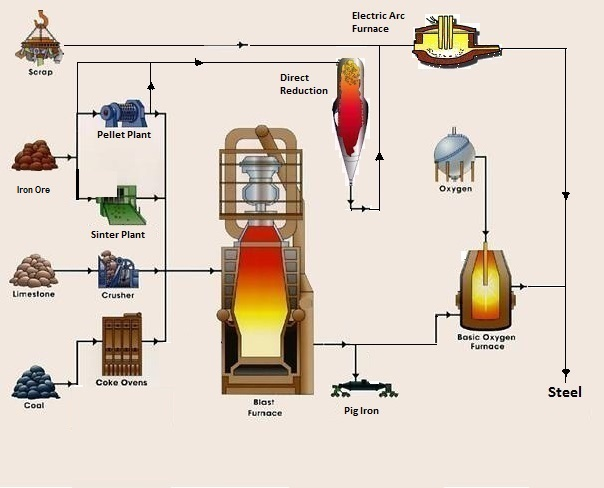 Electric Arc
Furnace
Scrap
Direct
Reduction
Pellet Plant
Iron Ore
Oxygen
Sinter Plant
Limestone
Crusher
Basic Oxygen
Furnace
Coke Ovens
Coal
Blast
Furnace
Pig Iron
Steel